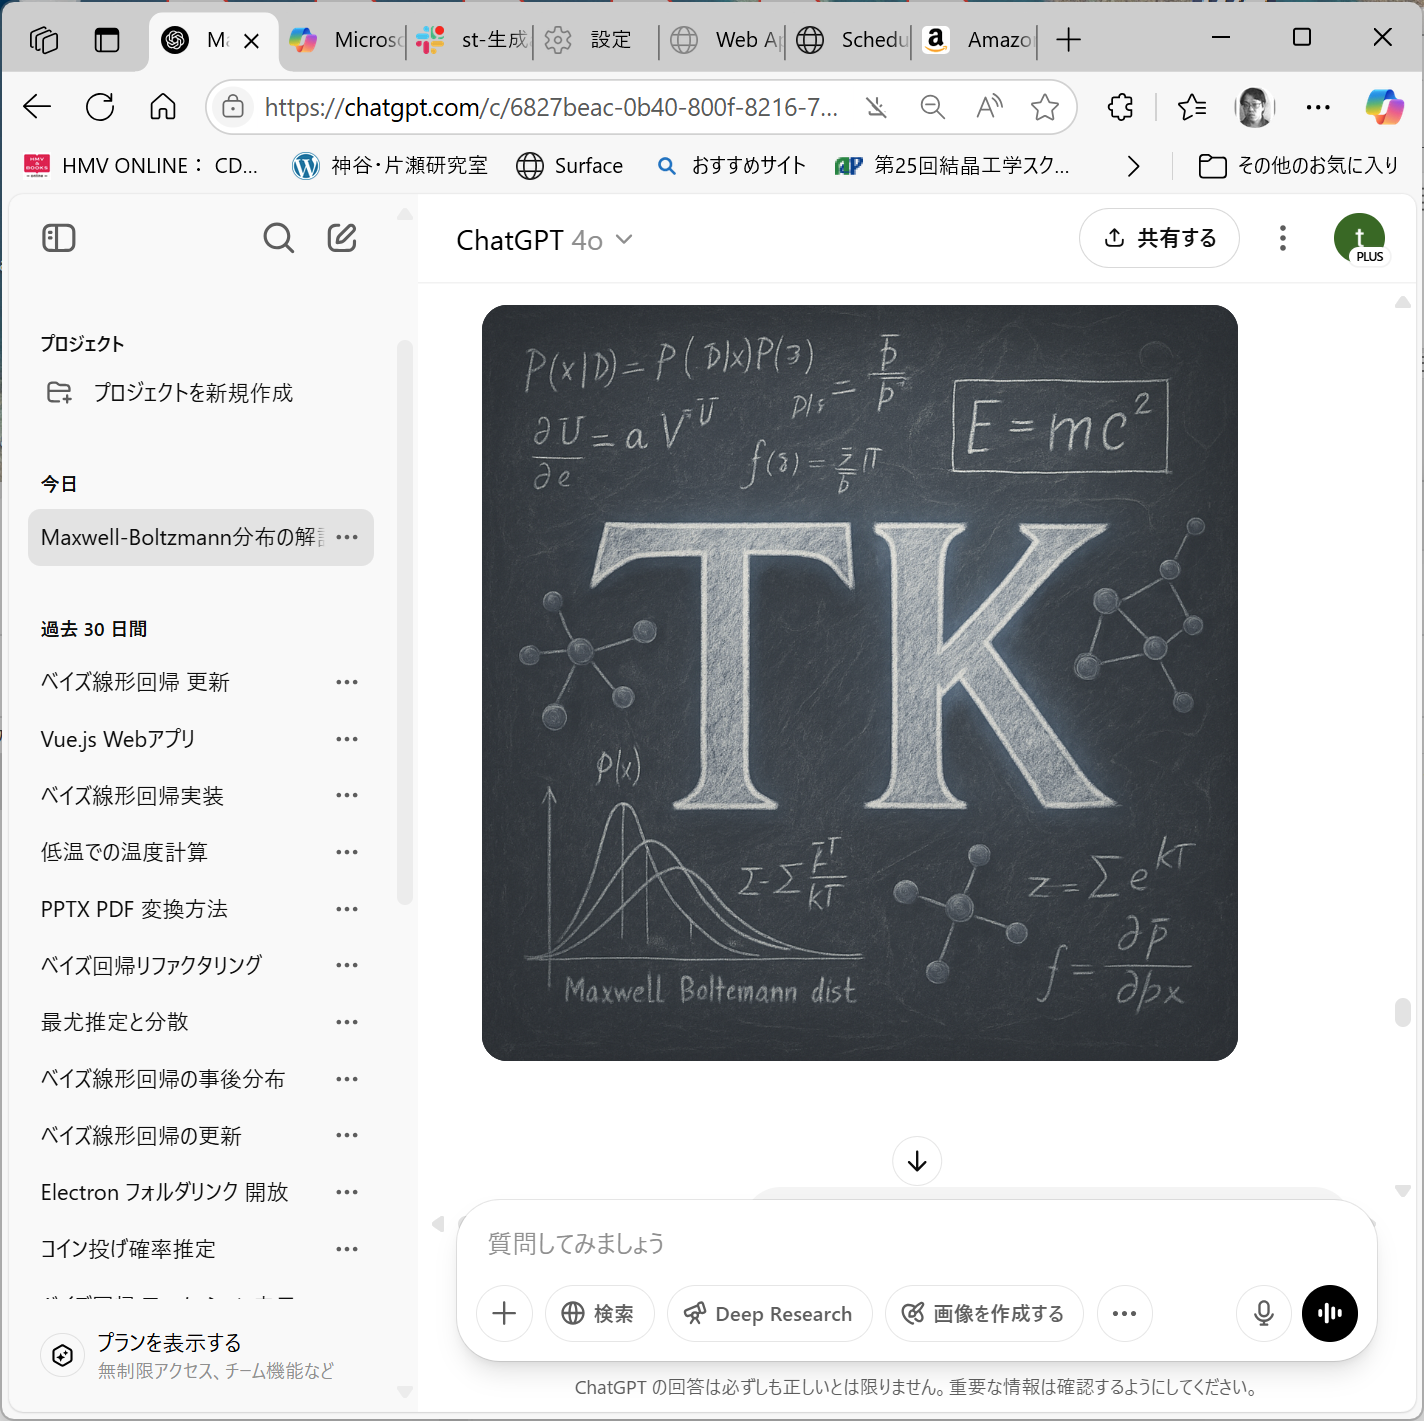 M
Microsc
st-生成
設定
Web Ap
Schedu
Amazon
https://chatgpt.com/c/6827beac-0b40-800f-8216-7...
HMV ONLINE： CD...
神谷・片瀬研究室
Surface
おすすめサイト
第25回結晶工学スク...
その他のお気に入り
プロジェクト
プロジェクトを新規作成
今日
Maxwell-Boltzmann分布の解
過去 30 日間
ベイズ線形回帰 更新
Vue.js Webアプリ
ベイズ線形回帰実装
低温での温度計算
PPTX PDF 変換方法
ベイズ回帰リファクタリング
最尤推定と分散
ベイズ線形回帰の事後分布
ベイズ線形回帰の更新
Electron フォルダリンク 開放
コイン投げ確率推定
プランを表示する
無制限アクセス、チーム機能など
ChatGPT 4o
共有する
t
PLUS
P(x|D)= P(D|x)P(3)
E=mc²
TK
P(x)
Maxwell Boltemann dist
z=Σe^kT
f=∂p̄/∂px
質問してみましょう
検索
Deep Research
画像を作成する
ChatGPT の回答は必ずしも正しいとは限りません。重要な情報は確認するようにしてください。